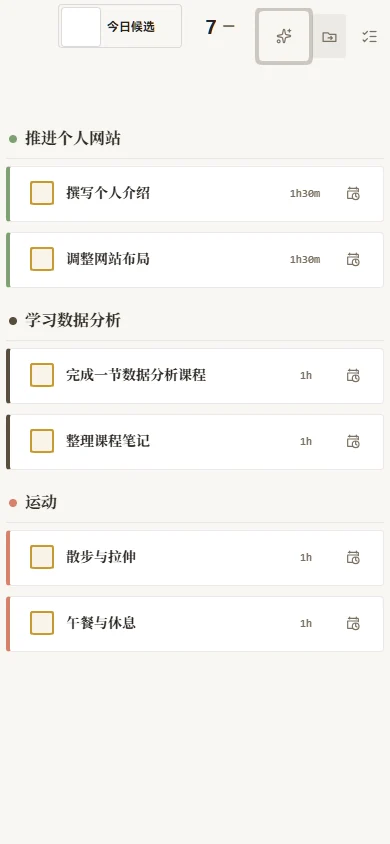 今日候选 7 —
推进个人网站
撰写个人介绍 1h30m
调整网站布局 1h30m
学习数据分析
完成一节数据分析课程 1h
整理课程笔记 1h
运动
散步与拉伸 1h
午餐与休息 1h